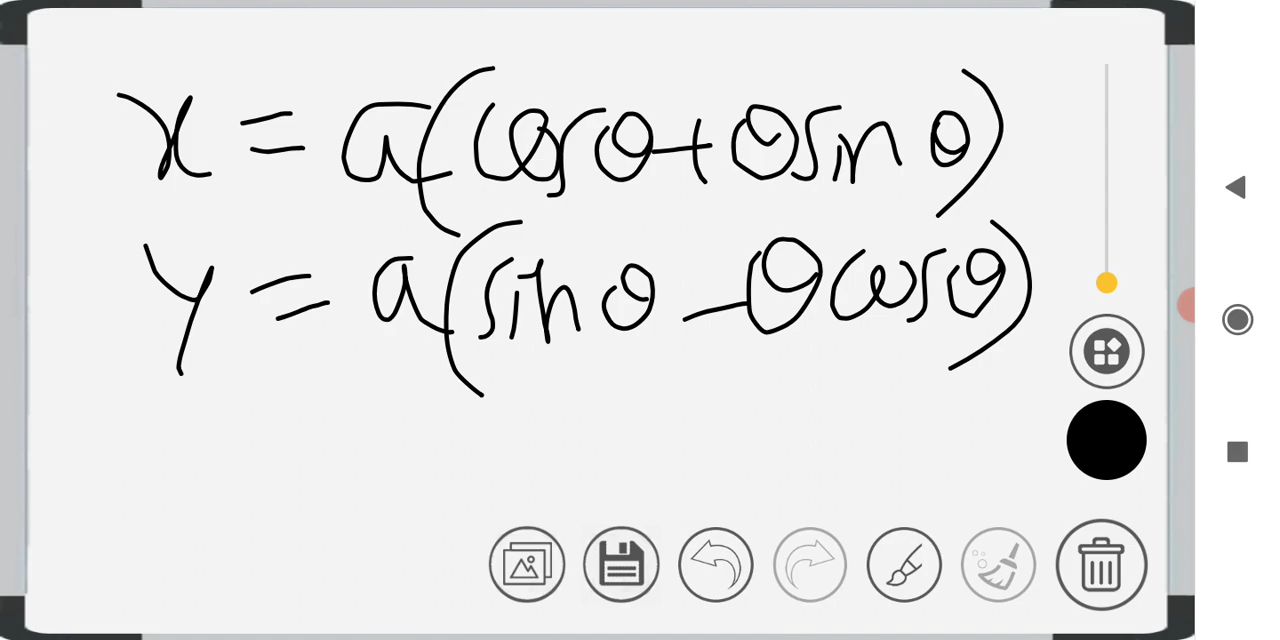 x = a(cosθ+θsinθ)
y = a(sinθ-θcosθ)